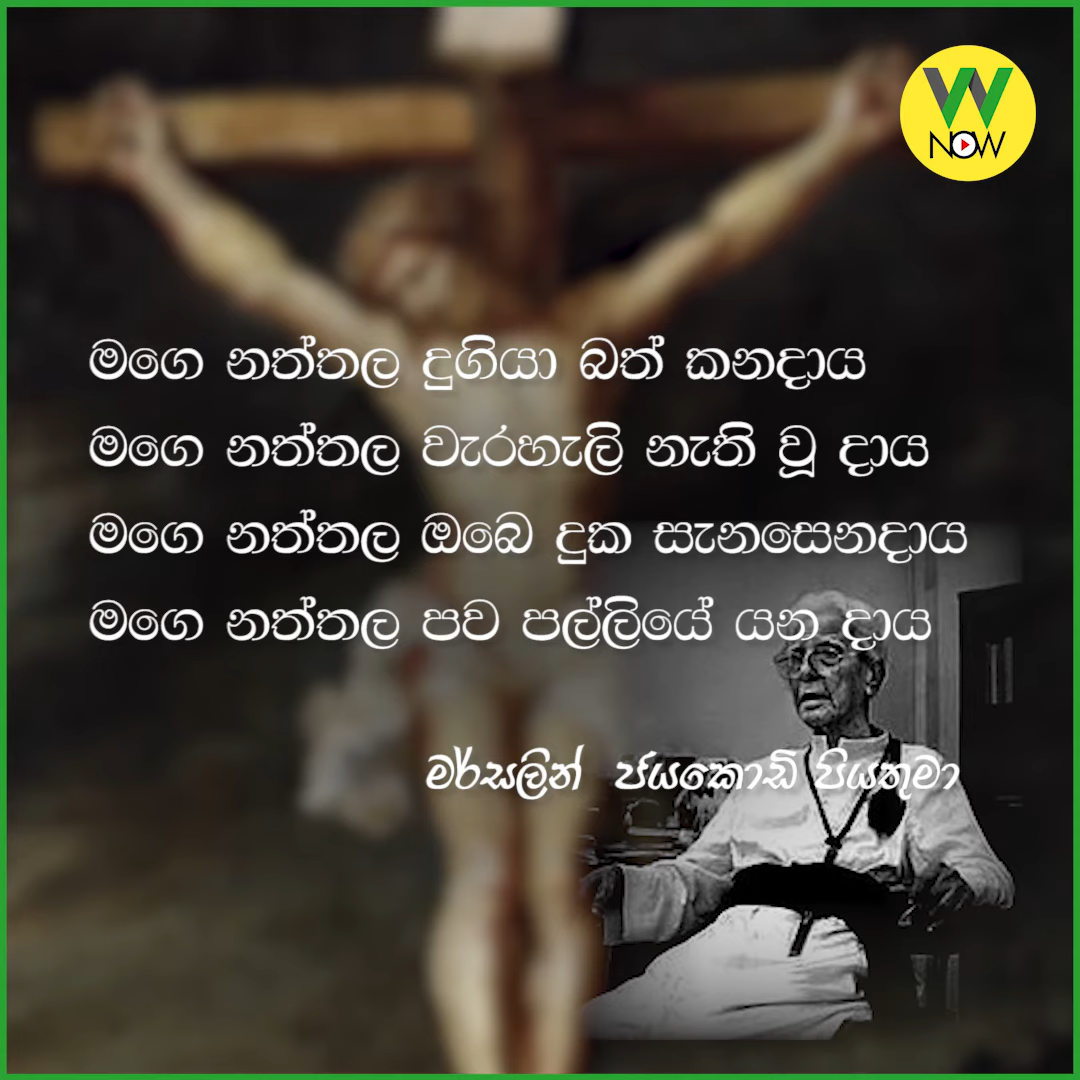 W
NOW
මගෙ නත්තල දුගියා බත් කනදාය
මගෙ නත්තල වැරහැලි නැති වූ දාය
මගෙ නත්තල ඔබෙ දුක සැනසෙනදාය
මගෙ නත්තල පව පල්ලියේ යන දාය
මර්සලින් ජයකොඩි පියතුමා